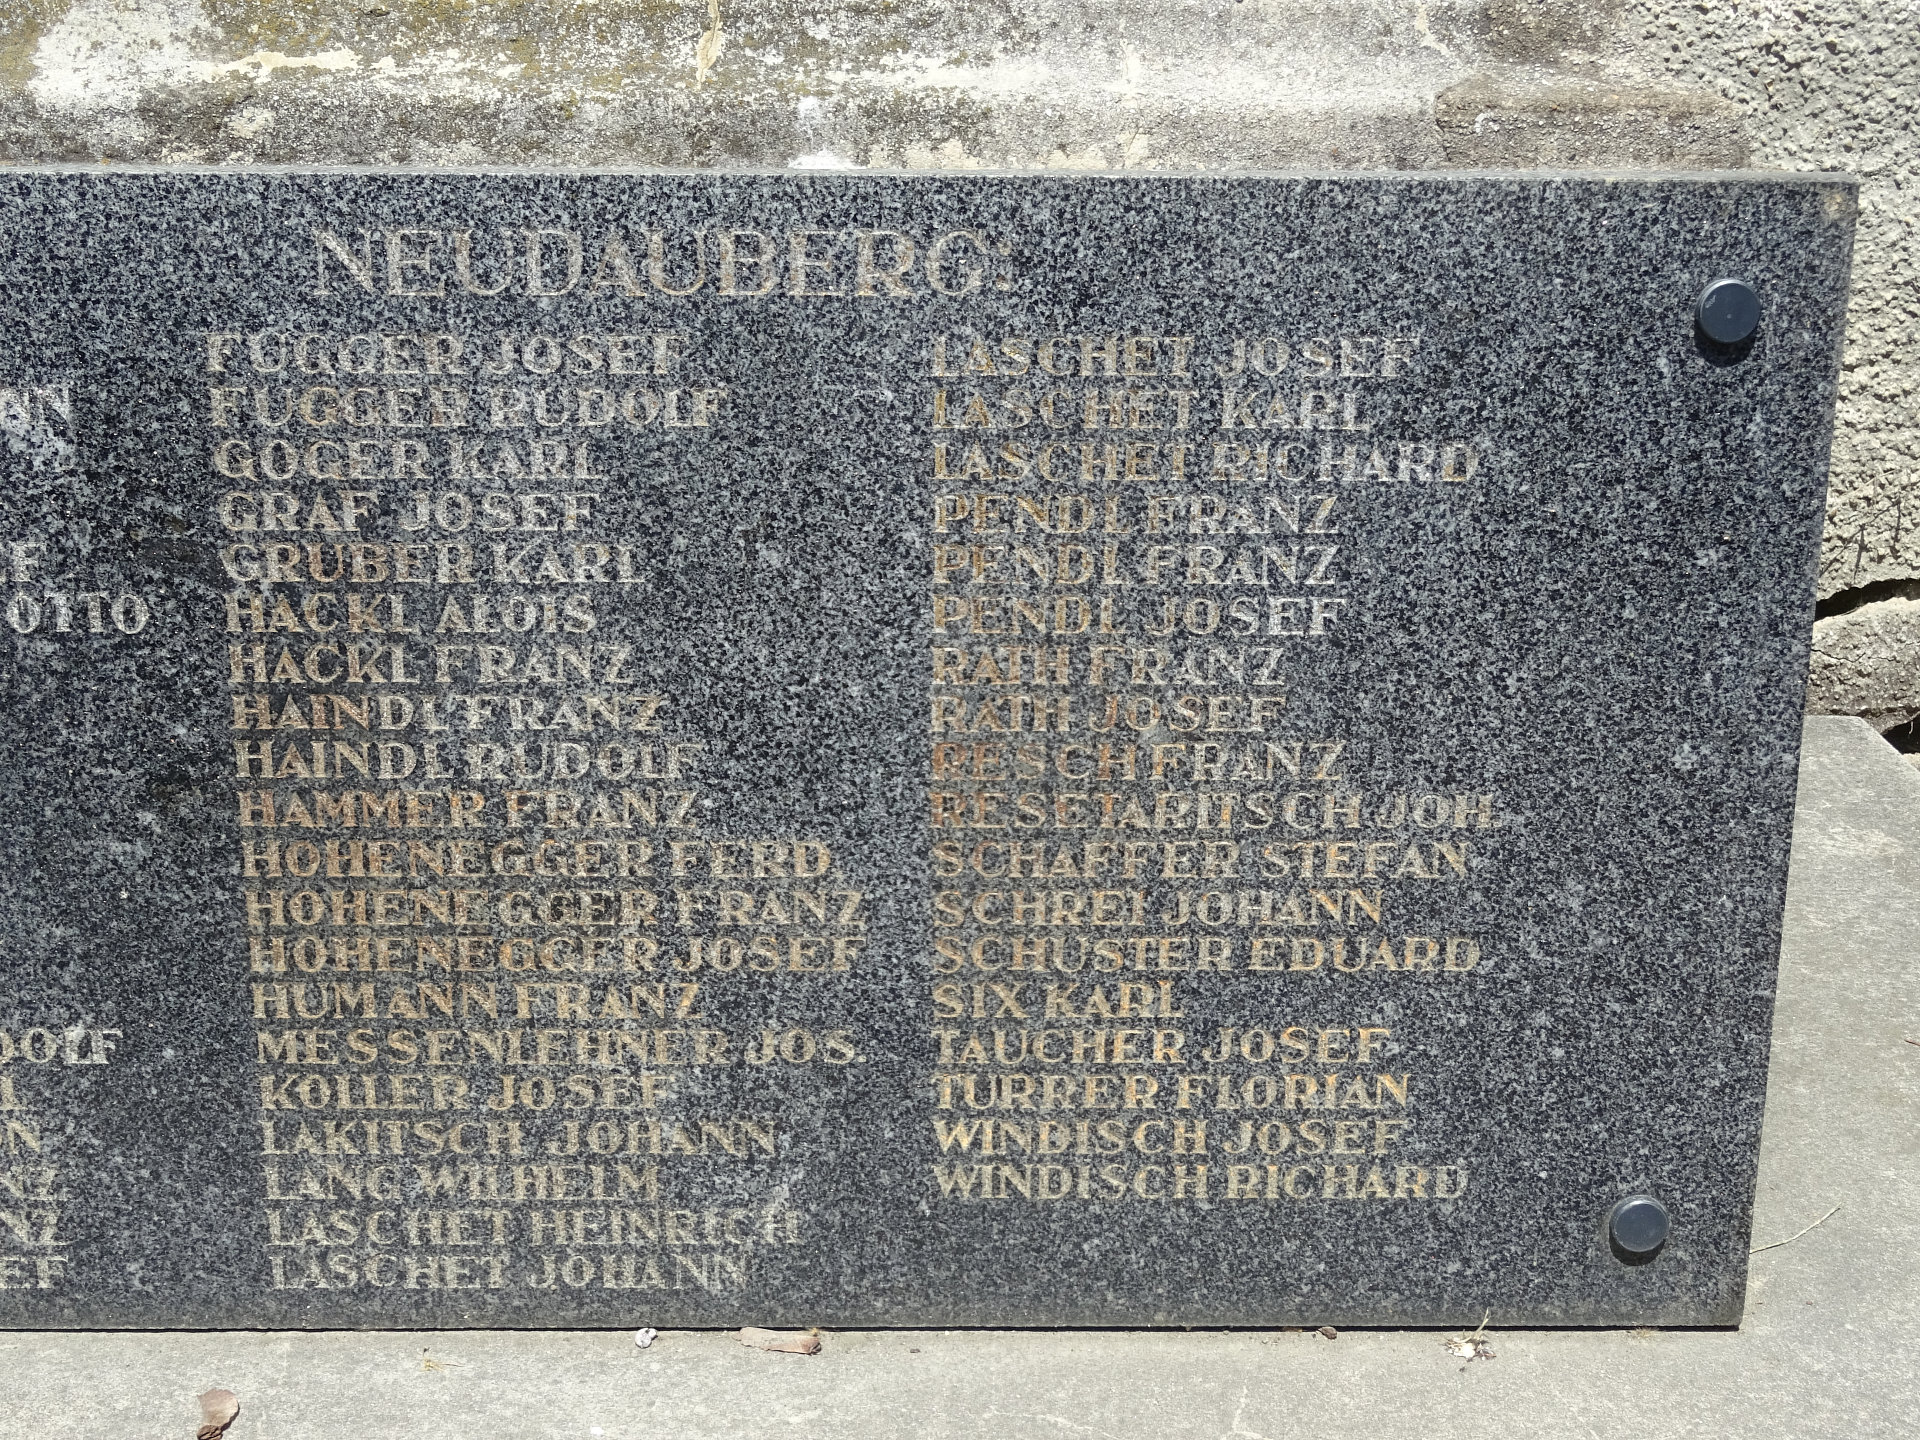 NEUDAUBERG:
FUGGER JOSEF
FUGGER RUDOLF
GOGER KARL
GRAF JOSEF
GRUBER KARL
HACKL ALOIS
HACKL FRANZ
HAINDL FRANZ
HAINDL RUDOLF
HAMMER FRANZ
HOHENEGGER FERD.
HOHENEGGER FRANZ
HOHENEGGER JOSEF
HUMANN FRANZ
MESSENLEHNER JOS.
KOLLER JOSEF
LAKITSCH JOHANN
LANG WILHELM
LASCHET HEINRICH
LASCHET JOHANN
LASCHET JOSEF
LASCHET KARL
LASCHET RICHARD
PENDL FRANZ
PENDL FRANZ
PENDL JOSEF
RATH FRANZ
RATH JOSEF
RESCH FRANZ
RESETARITSCH JOH.
SCHAFFER STEFAN
SCHREI JOHANN
SCHUSTER EDUARD
SIX KARL
TAUCHER JOSEF
TURRER FLORIAN
WINDISCH JOSEF
WINDISCH RICHARD
OTTO